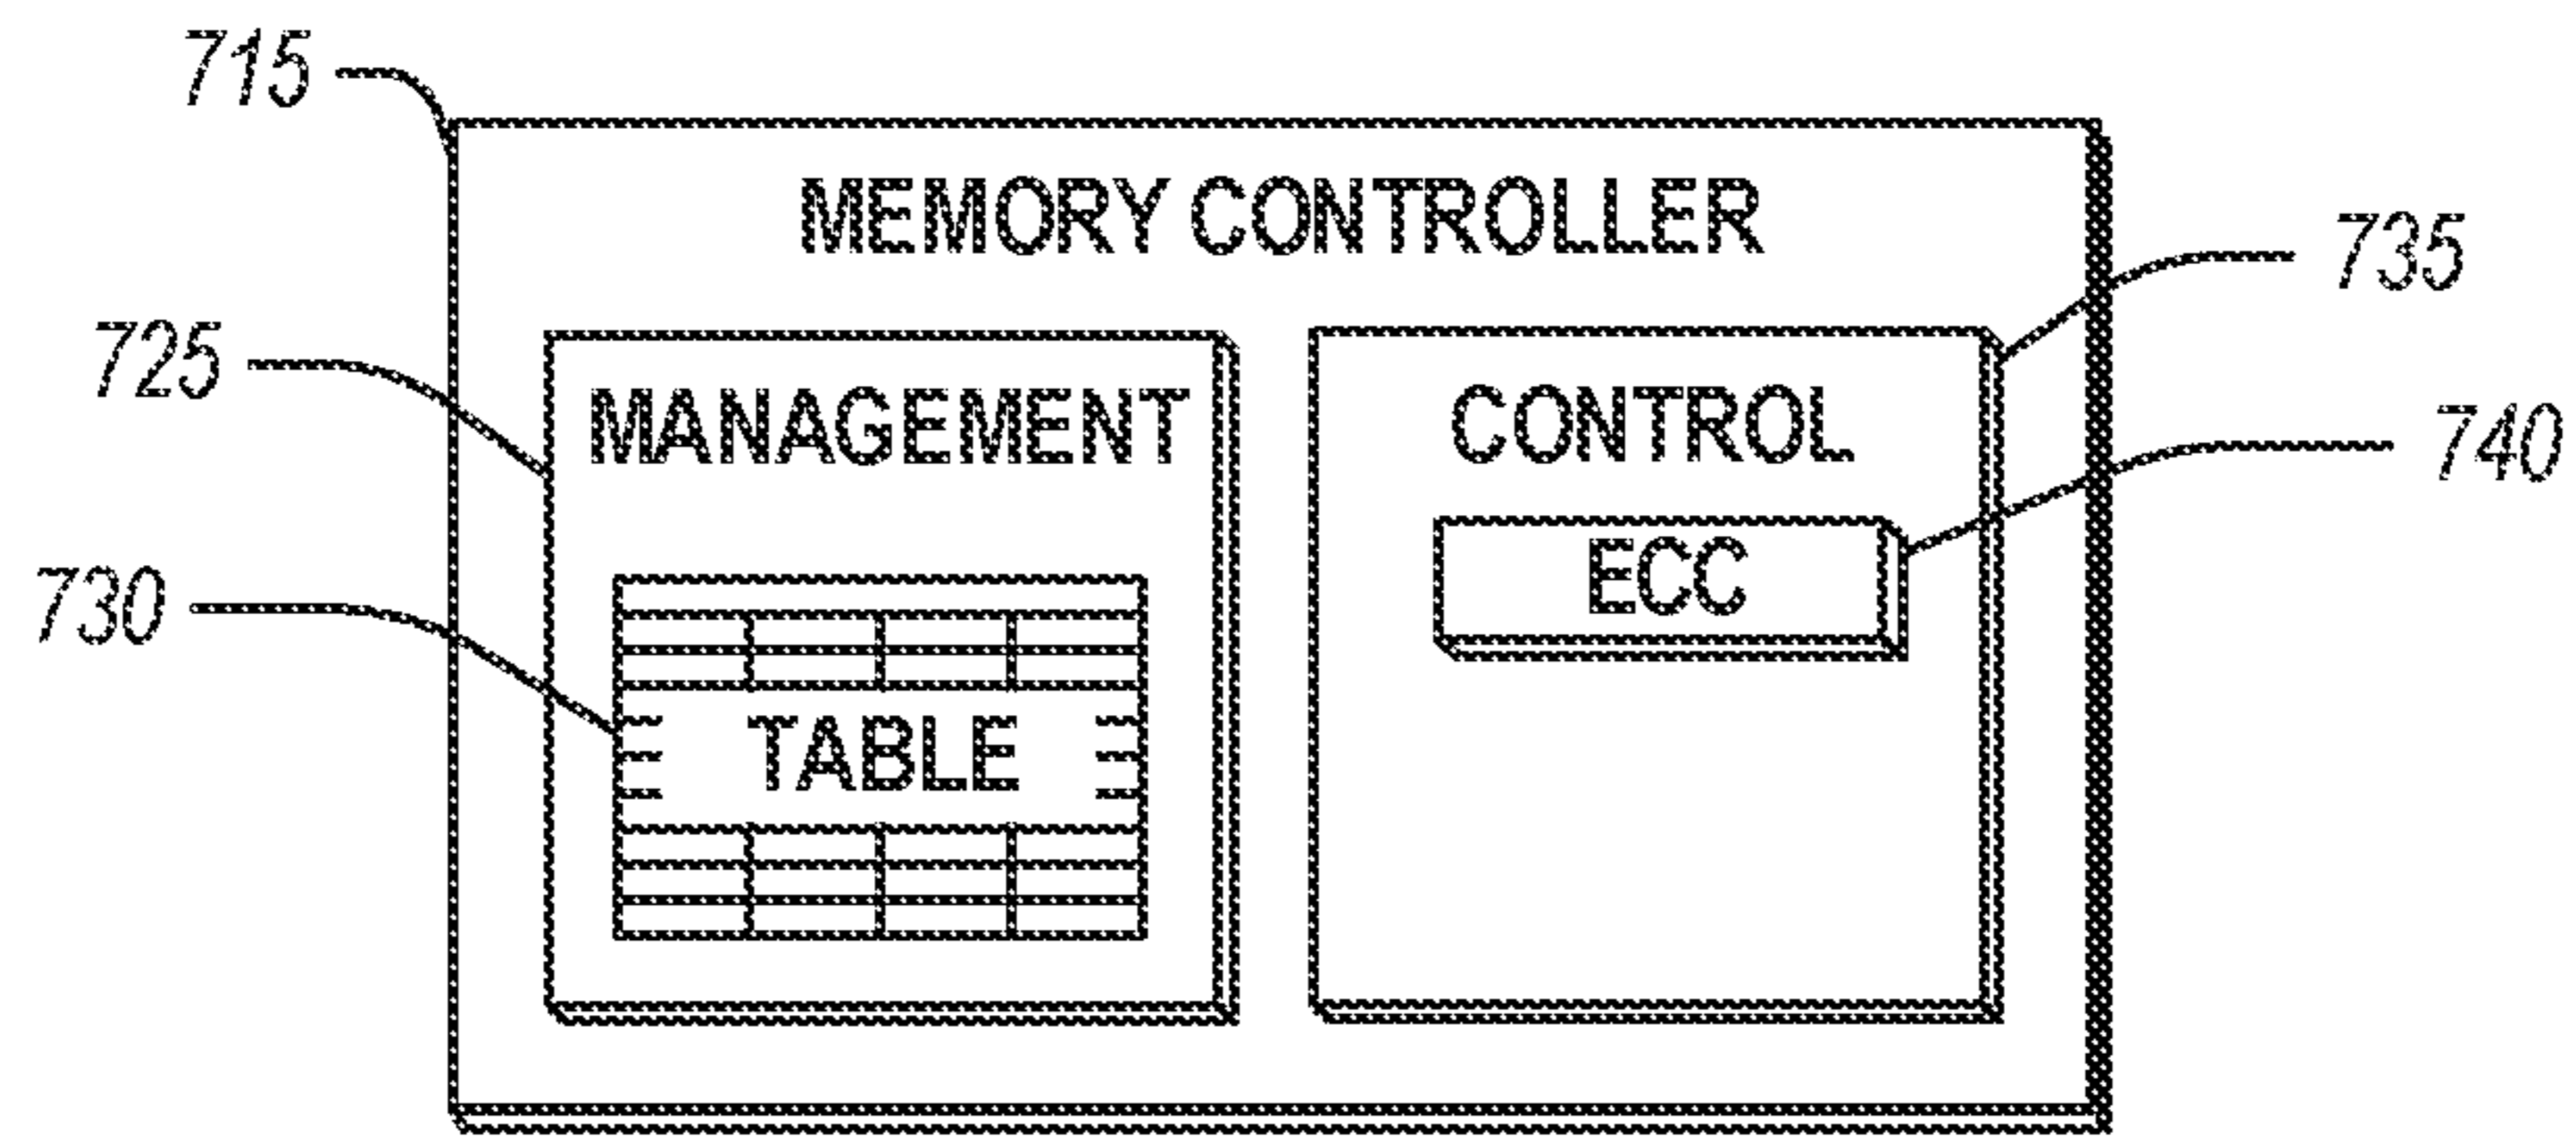 715
MEMORY CONTROLLER
735
725
MANAGEMENT
CONTROL
740
ECC
730
TABLE